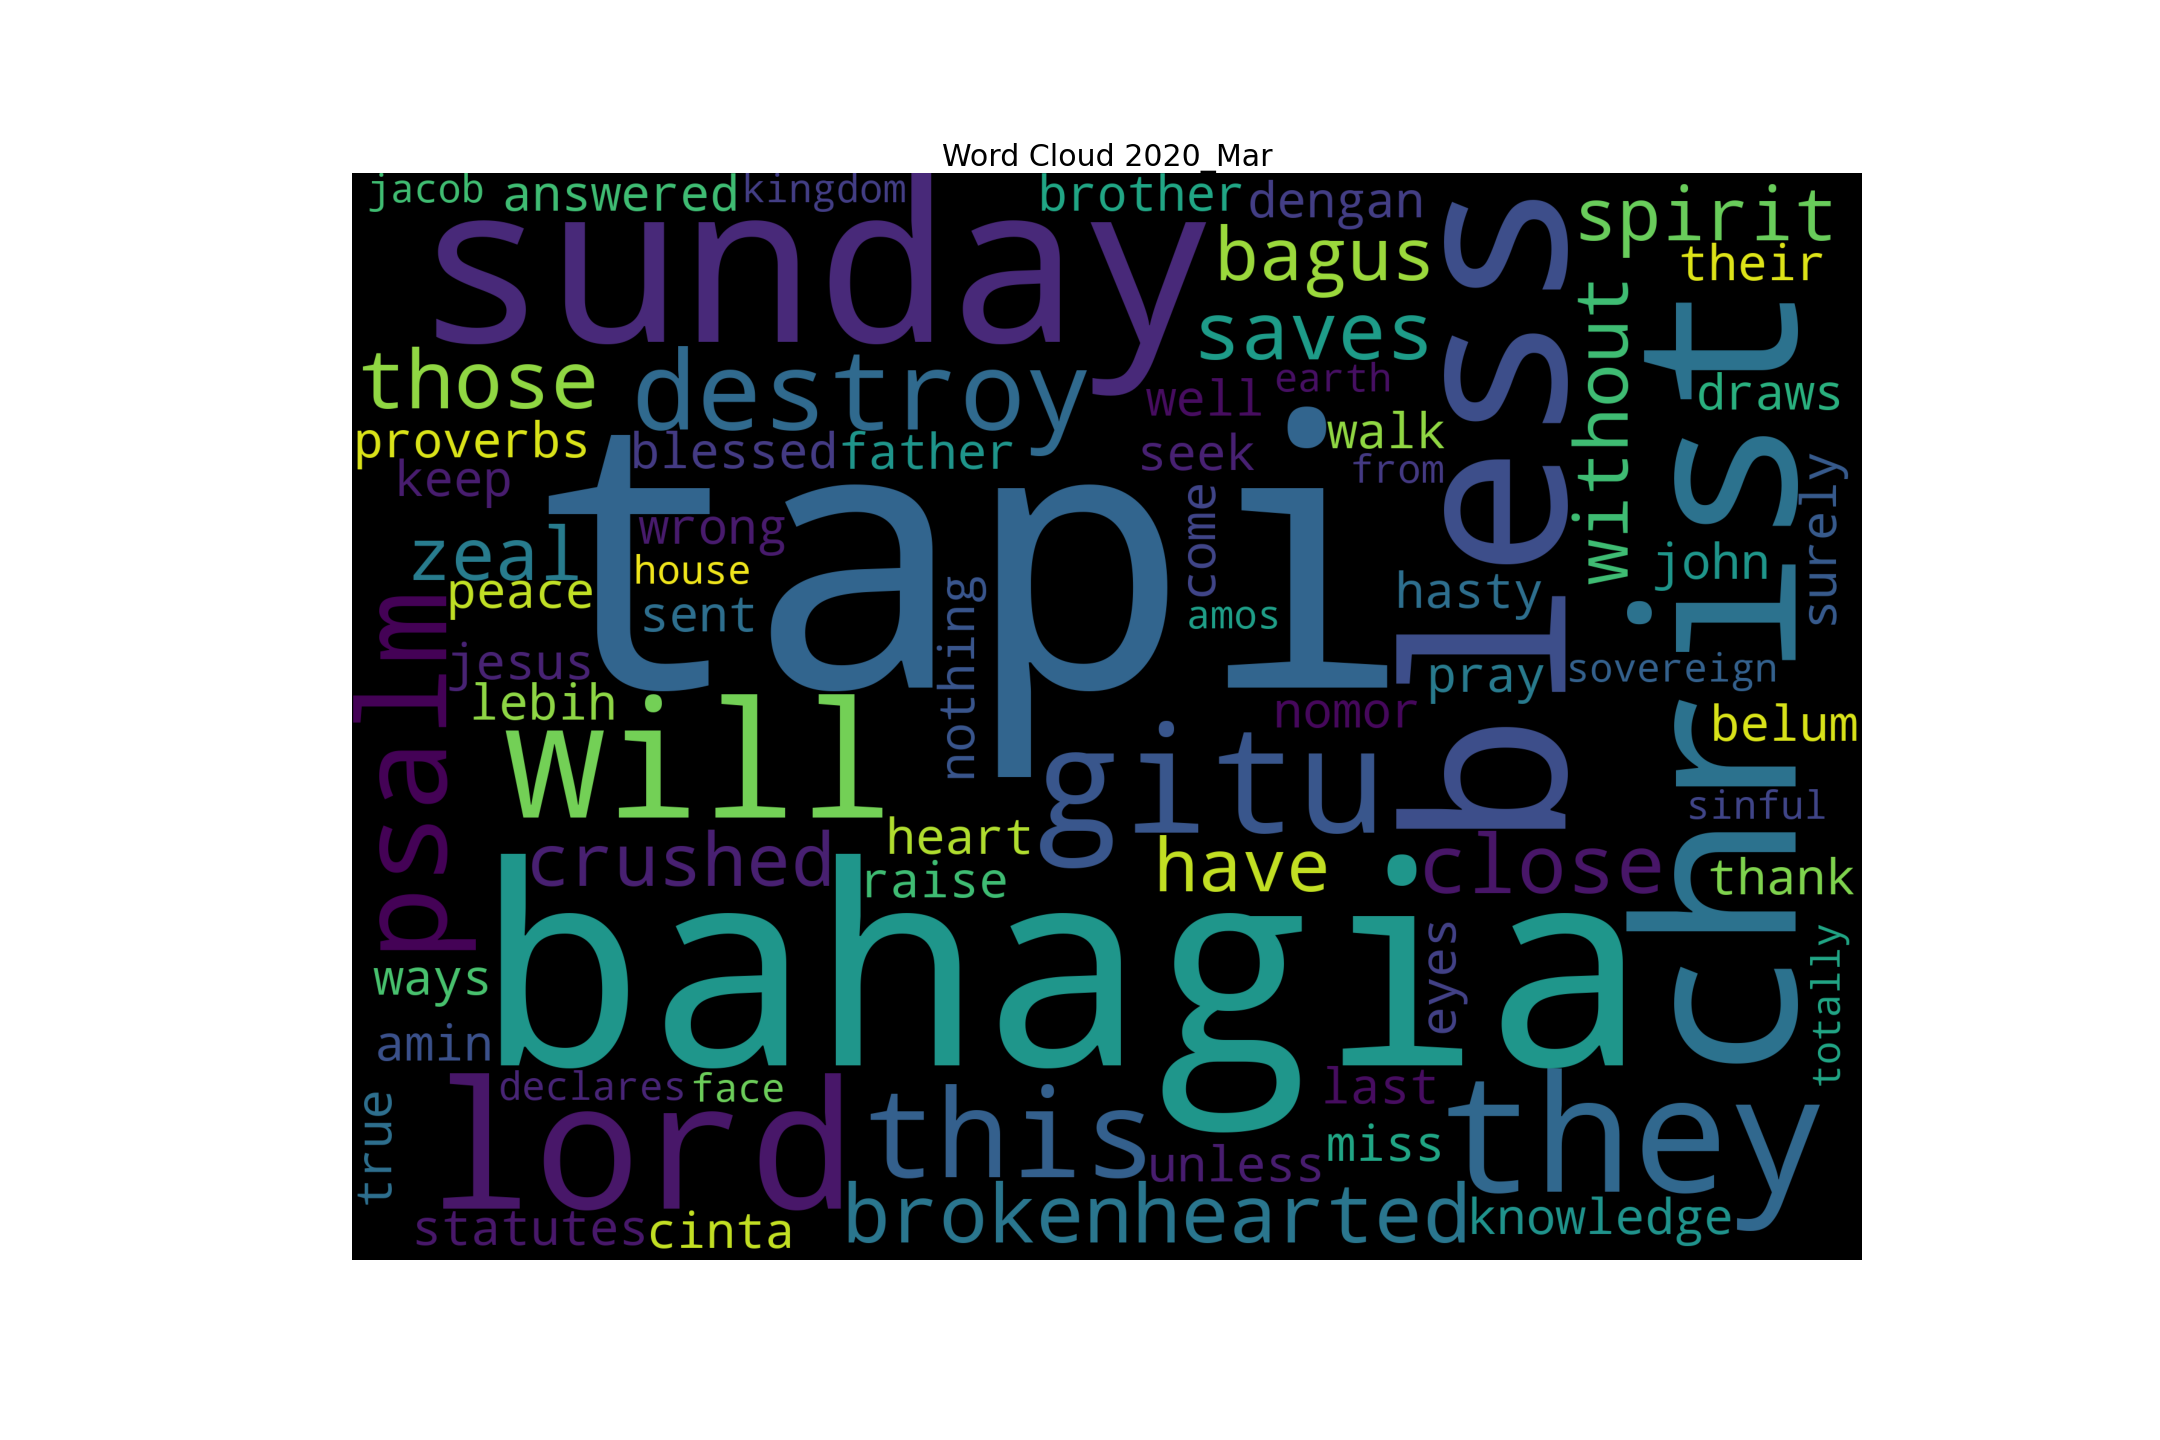 Word Cloud 2020_Mar
jacob answered kingdom brother dengan
sunday
bagus
spirit
their
saves
those
destroy
bless
without
christ
draws
well
earth
walk
proverbs
blessed
father
seek
from
keep
surely
tapi
wrong
come
zeal
house
john
peace
sent
nothing
amos
hasty
psalm
jesus
lebih
pray
sovereign
nomor
belum
will
gitu
sinful
crushed
heart
raise
have
close
thank
bahagia
eyes
totally
ways
amin
declares
face
true
lord
this
last
they
unless
miss
statutes
cinta
brokenhearted
knowledge